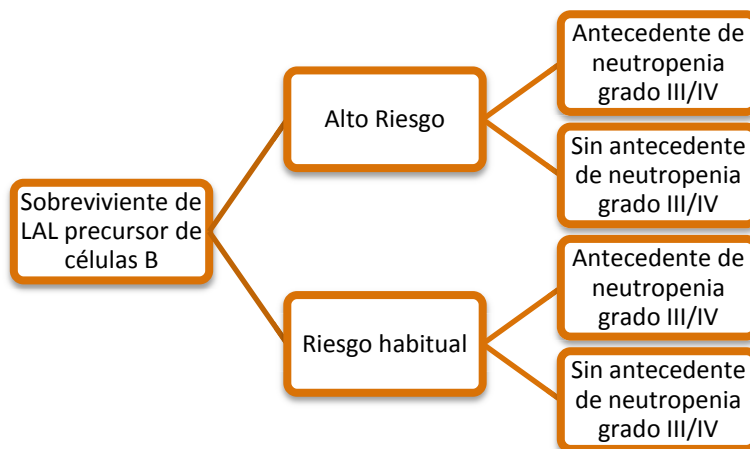 Sobreviviente de
LAL precursor de
células B
Alto Riesgo
Antecedente de
neutropenia
grado III/IV
Sin antecedente
de neutropenia
grado III/IV
Riesgo habitual
Antecedente de
neutropenia
grado III/IV
Sin antecedente
de neutropenia
grado III/IV